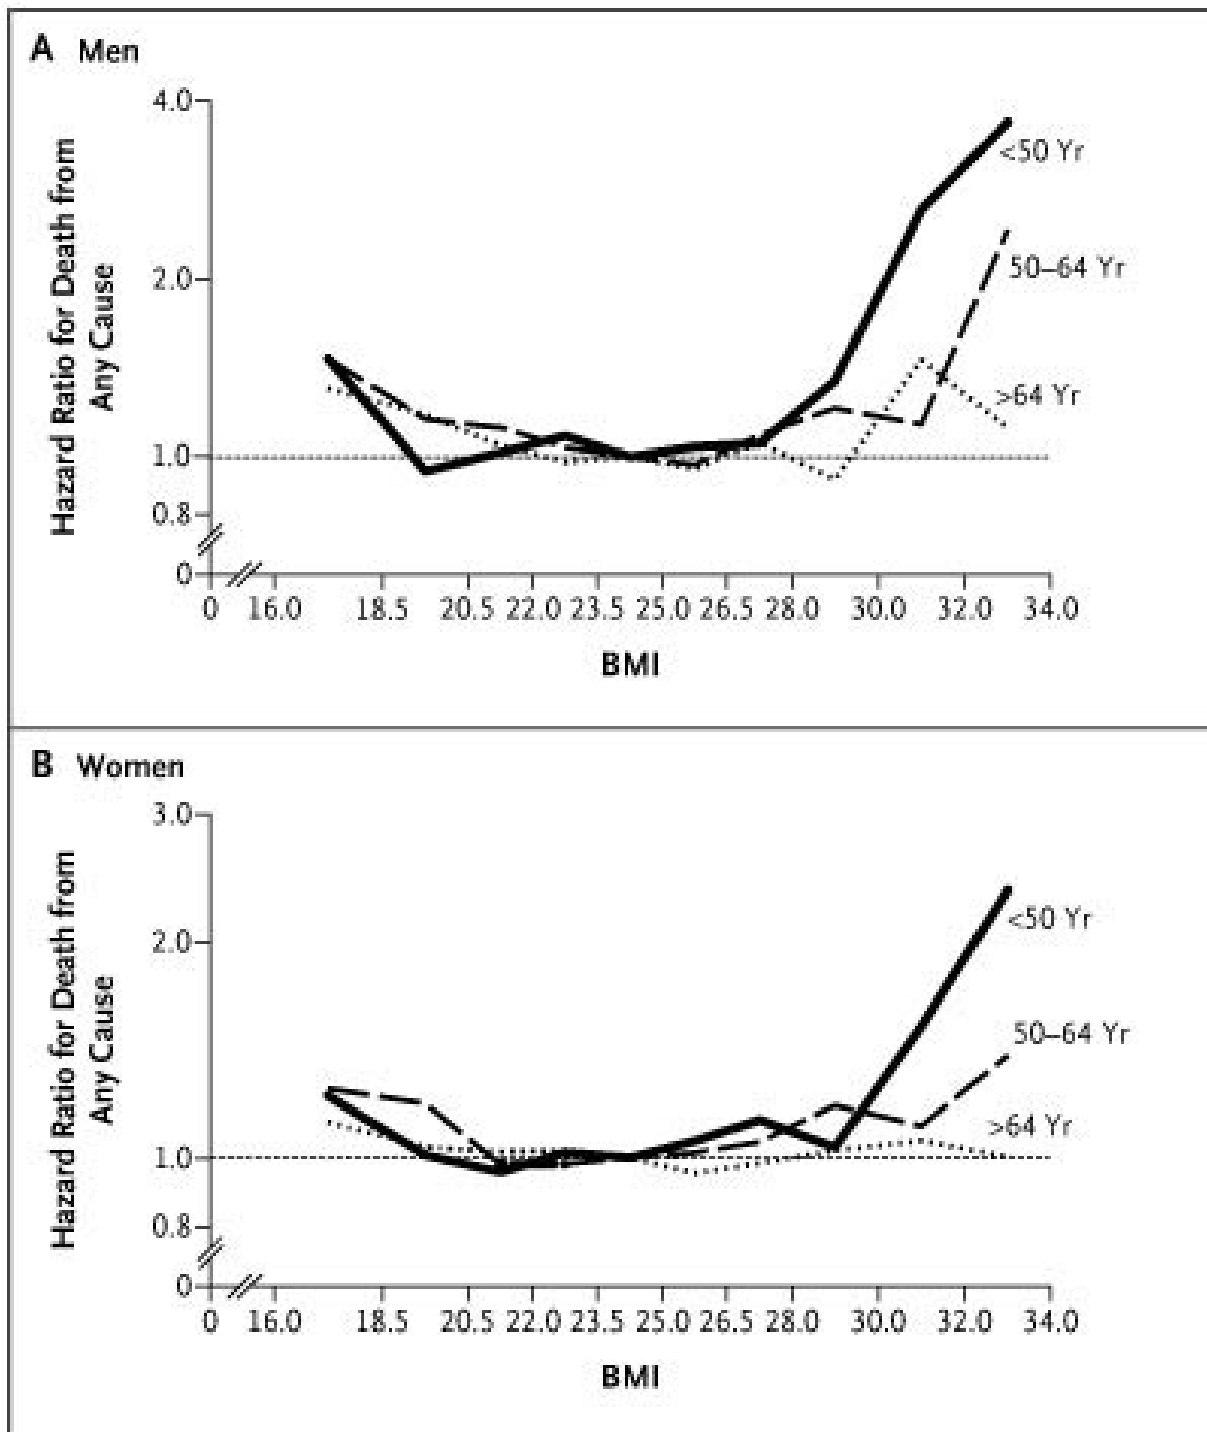 A Men
Hazard Ratio for Death from
Any Cause
4.0
2.0
1.0
0.8
0
<50 Yr
50–64 Yr
>64 Yr
0 16.0 18.5 20.5 22.0 23.5 25.0 26.5 28.0 30.0 32.0 34.0
BMI
B Women
Hazard Ratio for Death from
Any Cause
3.0
2.0
1.0
0.8
0
<50 Yr
50–64 Yr
>64 Yr
0 16.0 18.5 20.5 22.0 23.5 25.0 26.5 28.0 30.0 32.0 34.0
BMI